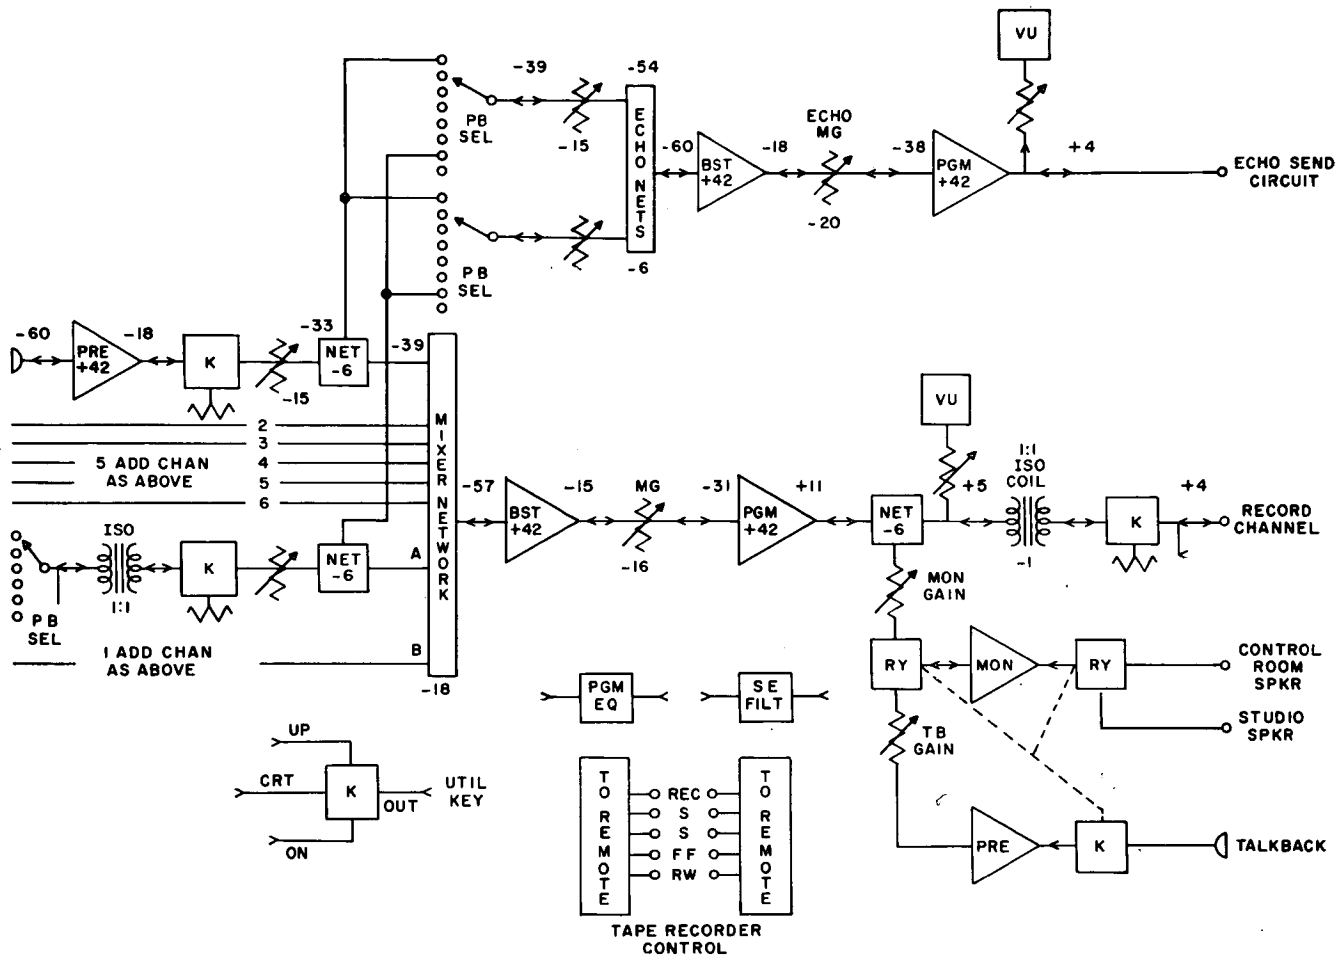 VU
-39
-54
PB
SEL
-15
ECHO NETS
-60
BST
+42
-18
ECHO
MG
-20
-38
PGM
+42
+4
ECHO SEND
CIRCUIT
PB
SEL
-6
-60
PRE
+42
-18
K
-33
-15
NET
-6
-39
MIXER NETWORK
2
3
5 ADD CHAN
AS ABOVE
4
5
6
-57
BST
+42
-15
MG
-16
-31
PGM
+42
+11
NET
-6
VU
+5
1:1
ISO
COIL
-1
K
+4
RECORD
CHANNEL
ISO
1:1
PB
SEL
K
NET
-6
A
1 ADD CHAN
AS ABOVE
B
-18
MON
GAIN
RY
MON
RY
CONTROL
ROOM
SPKR
STUDIO
SPKR
TB
GAIN
PRE
K
TALKBACK
PGM
EQ
SE
FILT
UP
CRT
K
OUT
UTIL
KEY
ON
TO REMOTE
REC
S
S
FF
RW
TO REMOTE
TAPE RECORDER
CONTROL